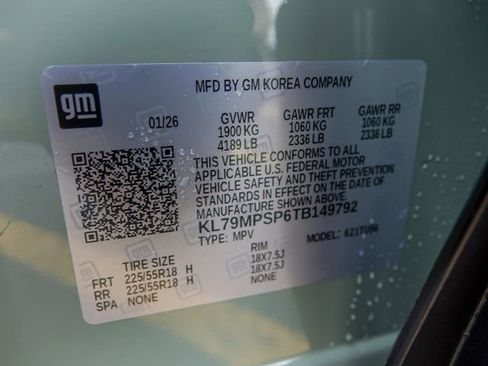 gm
MFD BY GM KOREA COMPANY
01/26 GVWR GAWR FRT GAWR RR
1900 KG 1060 KG 1060 KG
4189 LB 2336 LB 2336 LB
THIS VEHICLE CONFORMS TO ALL
APPLICABLE U.S. FEDERAL MOTOR
VEHICLE SAFETY AND THEFT PREVENTION
STANDARDS IN EFFECT ON THE DATE OF
MANUFACTURE SHOWN ABOVE.
KL79MPSP6TB149792
TYPE: MPV MODEL: 621TU56
TIRE SIZE RIM
FRT 225/55R18 H 18X7.5J
RR 225/55R18 H 18X7.5J
SPA NONE NONE